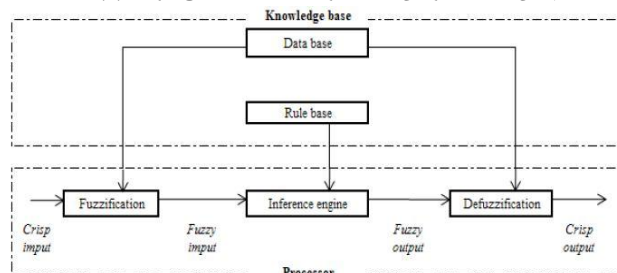 Knowledge base
Data base
Rule base
Fuzzification
Inference engine
Defuzzification
Crisp
imput
Fuzzy
imput
Fuzzy
output
Crisp
output
Processor